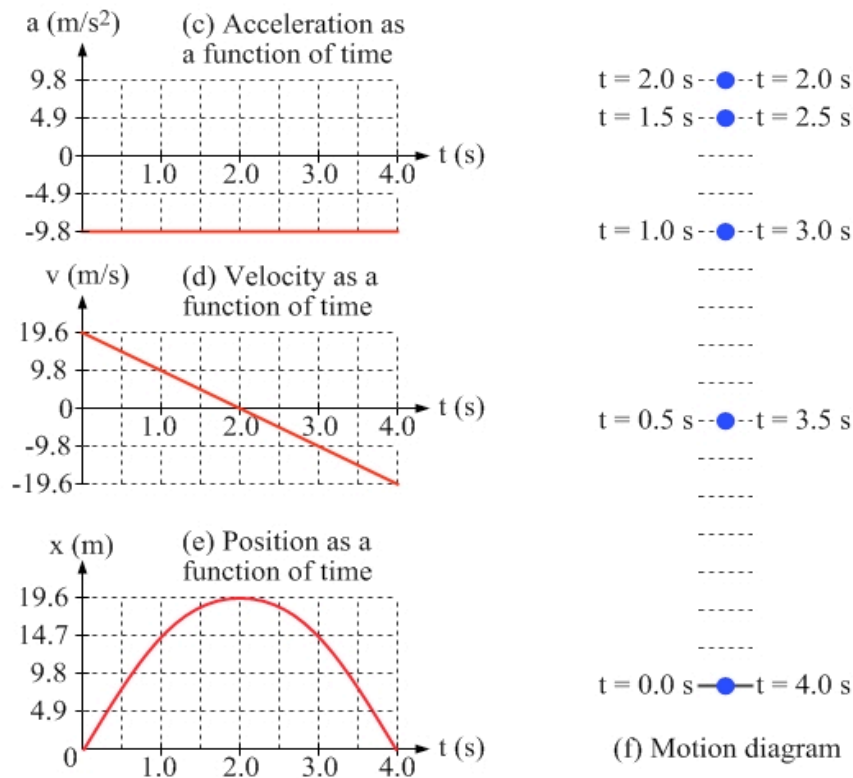 a (m/s²)
(c) Acceleration as
a function of time
9.8
4.9
0
-4.9
-9.8
1.0 2.0 3.0 4.0
t (s)
v (m/s)
(d) Velocity as a
function of time
19.6
9.8
0
-9.8
-19.6
1.0 2.0 3.0 4.0
t (s)
x (m)
(e) Position as a
function of time
19.6
14.7
9.8
4.9
0
1.0 2.0 3.0 4.0
t (s)
t = 2.0 s t = 2.0 s
t = 1.5 s t = 2.5 s
t = 1.0 s t = 3.0 s
t = 0.5 s t = 3.5 s
t = 0.0 s t = 4.0 s
(f) Motion diagram